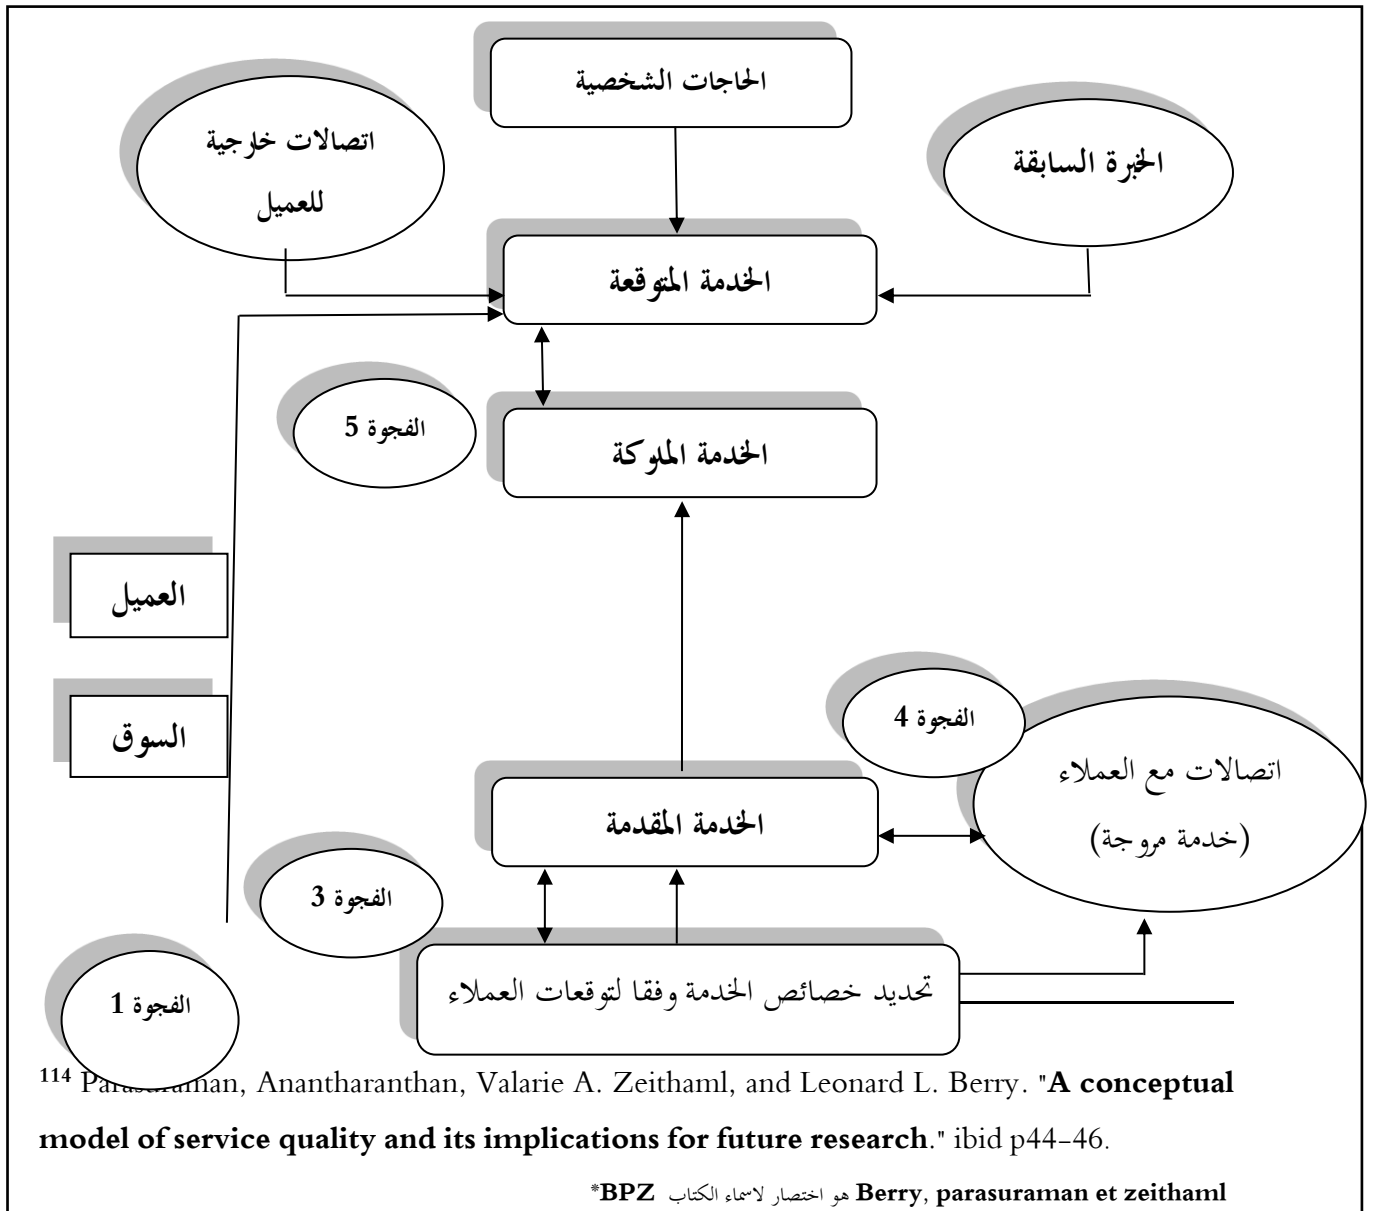 الحاجات الشخصية
اتصالات خارجية
للعميل
الخبرة السابقة
الخدمة المتوقعة
الفجوة 5
الخدمة المدركة
العميل
السوق
الفجوة 4
اتصالات مع العملاء
(خدمة مروجة)
الخدمة المقدمة
الفجوة 3
تحديد خصائص الخدمة وفقا لتوقعات العملاء
الفجوة 1
114 Parasuraman, Anantharanthan, Valarie A. Zeithaml, and Leonard L. Berry. "A conceptual
model of service quality and its implications for future research." ibid p44-46.
*BPZ هو اختصار لاسماء الكتاب Berry, parasuraman et zeithaml